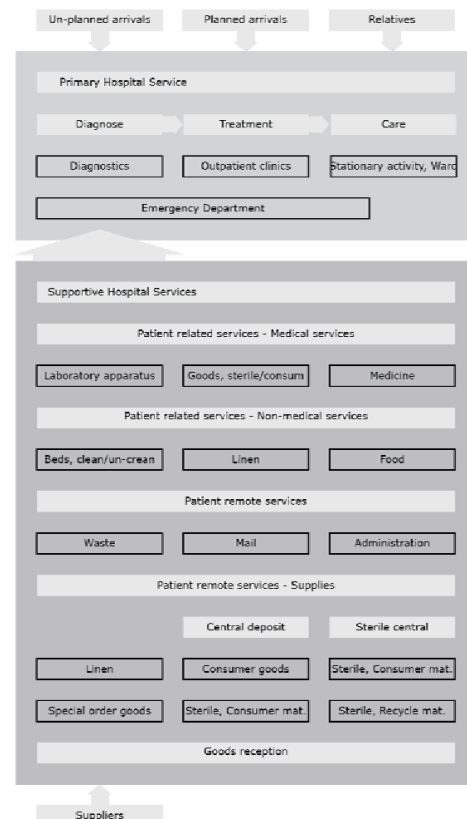 Un-planned arrivals
Planned arrivals
Relatives
Primary Hospital Service
Diagnose
Treatment
Care
Diagnostics
Outpatient clinics
Stationary activity, Ward
Emergency Department
Supportive Hospital Services
Patient related services - Medical services
Laboratory apparatus
Goods, sterile/consum
Medicine
Patient related services - Non-medical services
Beds, clean/un-crean
Linen
Food
Patient remote services
Waste
Mail
Administration
Patient remote services - Supplies
Central deposit
Sterile central
Linen
Consumer goods
Sterile, Consumer mat.
Special order goods
Sterile, Consumer mat.
Sterile, Recycle mat.
Goods reception
Suppliers